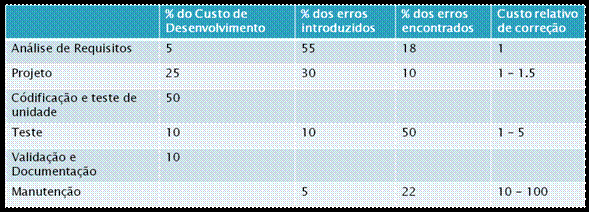 % do Custo de Desenvolvimento | % dos erros introduzidos | % dos erros encontrados | Custo relativo de correção
Análise de Requisitos | 5 | 55 | 18 | 1
Projeto | 25 | 30 | 10 | 1 – 1.5
Códificação e teste de unidade | 50
Teste | 10 | 10 | 50 | 1 – 5
Validação e Documentação | 10
Manutenção | 5 | 22 | 10 – 100